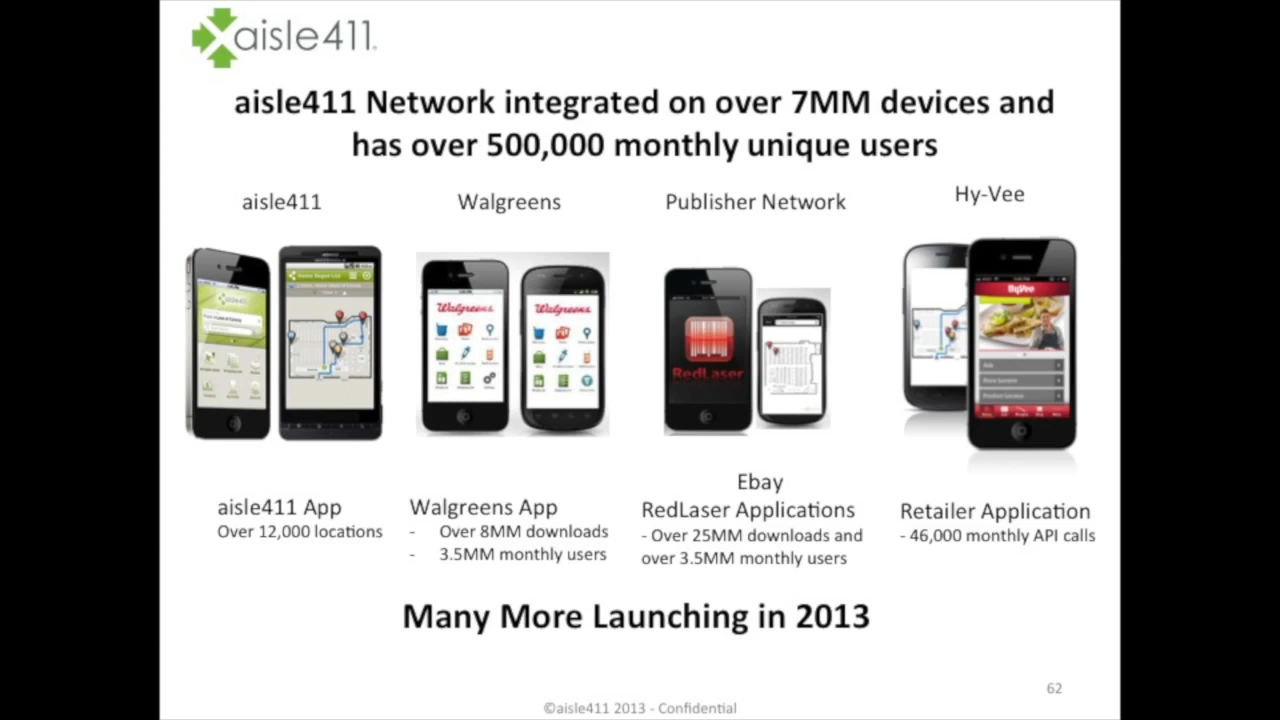 aisle411
aisle411 Network integrated on over 7MM devices and
has over 500,000 monthly unique users
aisle411
Walgreens
Publisher Network
Hy-Vee
aisle411
Walgreens
Walgreens
RedLaser
HyVee
aisle411 App
Over 12,000 locations
Walgreens App
- Over 8MM downloads
- 3.5MM monthly users
Ebay
RedLaser Applications
- Over 25MM downloads and
over 3.5MM monthly users
Retailer Application
- 46,000 monthly API calls
Many More Launching in 2013
62
©aisle411 2013 - Confidential